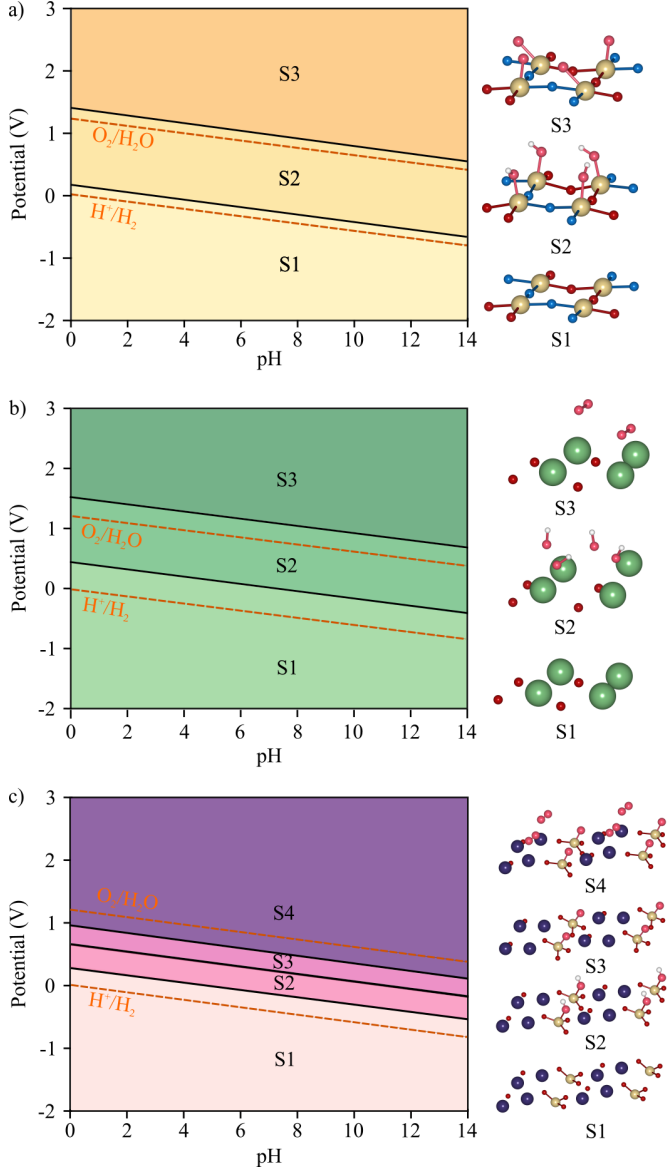 a)
3
2
1
0
-1
-2
Potential (V)
S3
O₂/H₂O
S2
H⁺/H₂
S1
0 2 4 6 8 10 12 14
pH
S3
S2
S1
b)
3
2
1
0
-1
-2
Potential (V)
S3
O₂/H₂O
S2
H⁺/H₂
S1
0 2 4 6 8 10 12 14
pH
S3
S2
S1
c)
3
2
1
0
-1
-2
Potential (V)
O₂/H₂O
S4
S3
S2
H⁺/H₂
S1
0 2 4 6 8 10 12 14
pH
S4
S3
S2
S1